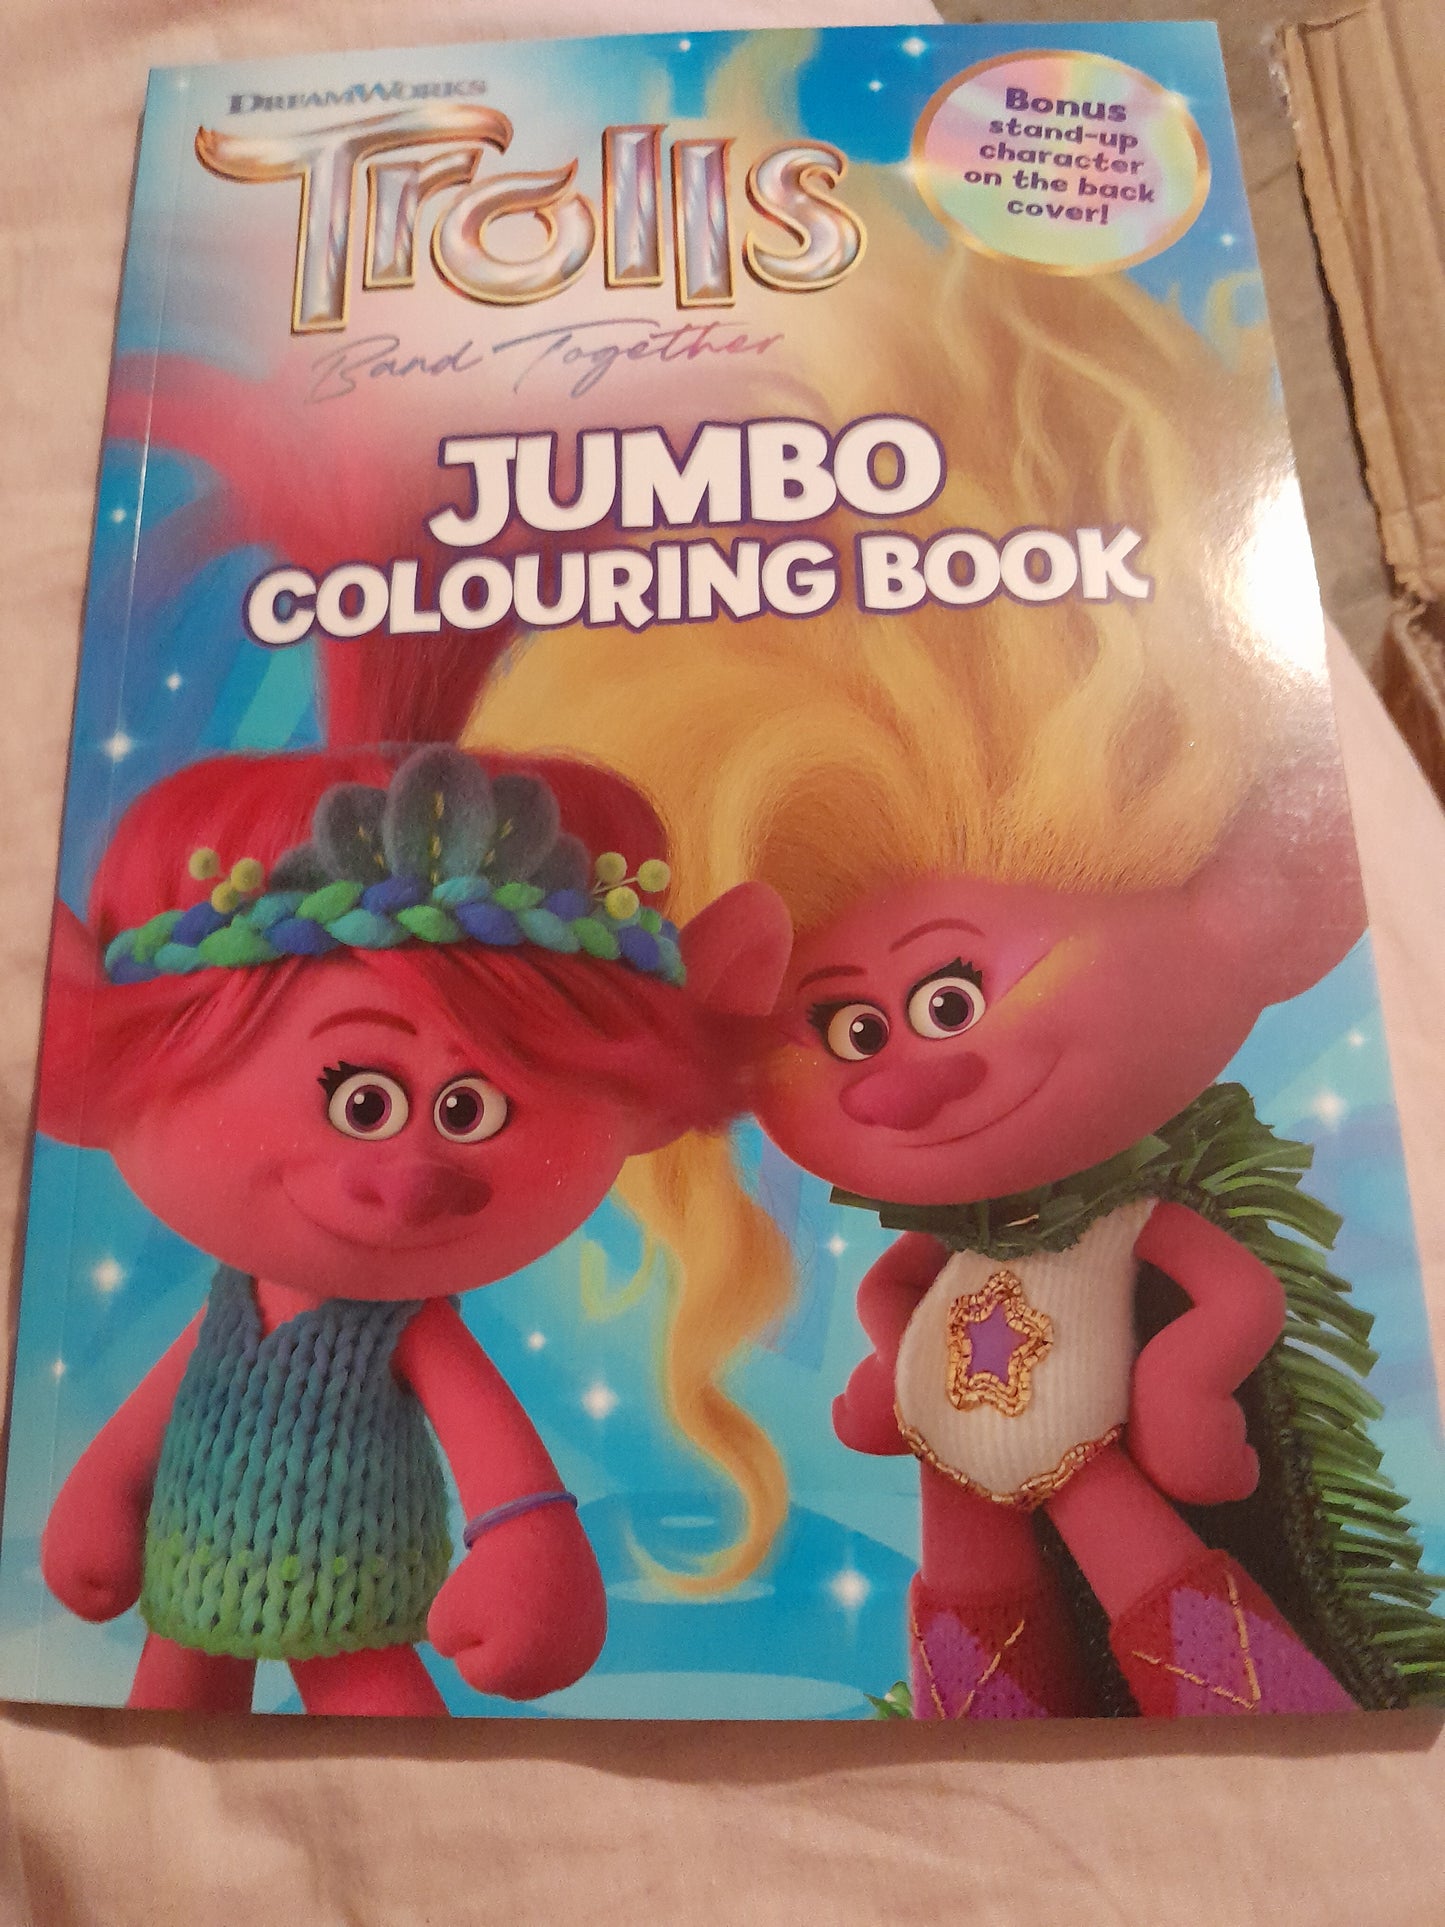 DREAMWORKS
Trolls
Band Together
JUMBO
COLOURING BOOK
Bonus
stand-up
character
on the back
cover!